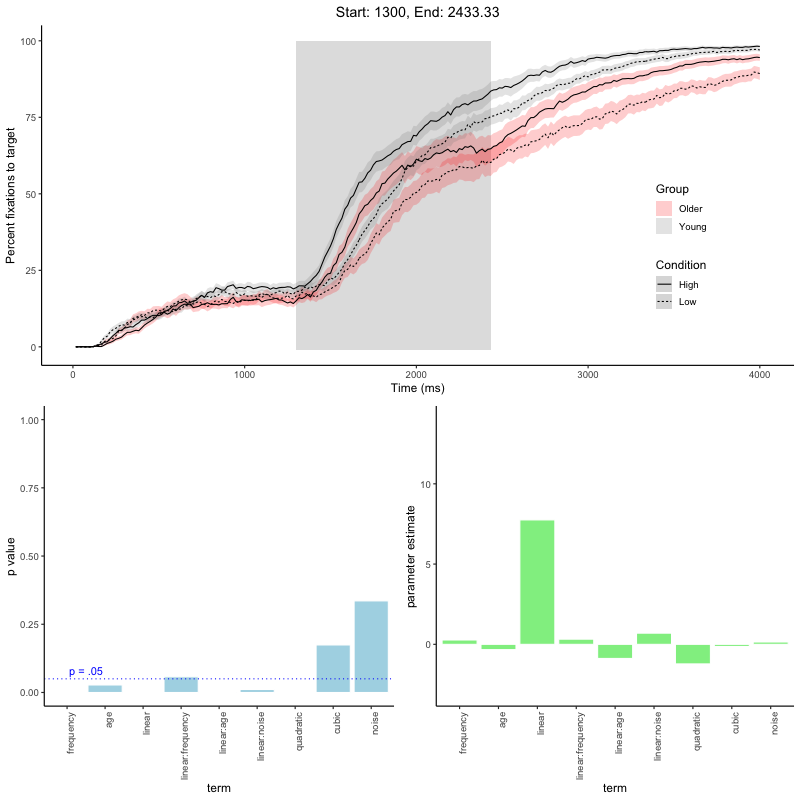 Start: 1300, End: 2433.33
Percent fixations to target
100
75
50
25
0
0 1000 2000 3000 4000
Time (ms)
Group
Older
Young
Condition
High
Low
p value
1.00
0.75
0.50
0.25
0.00
p = .05
frequency
age
linear
linear:frequency
linear:age
linear:noise
quadratic
cubic
noise
term
parameter estimate
10
5
0
frequency
age
linear
linear:frequency
linear:age
linear:noise
quadratic
cubic
noise
term